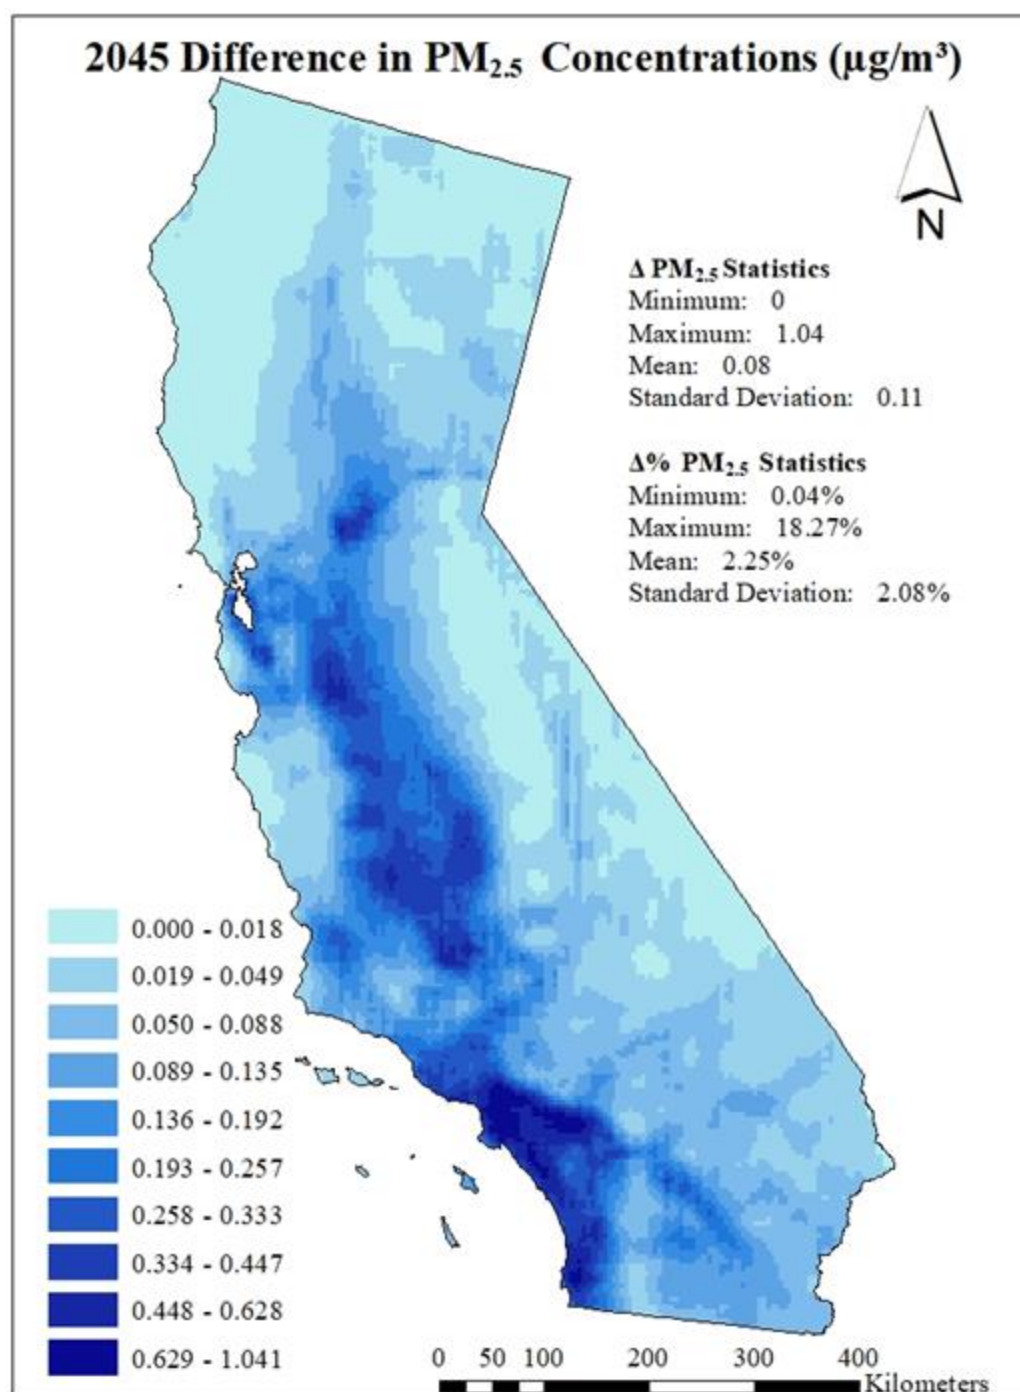 2045 Difference in PM2.5 Concentrations (µg/m³)
N
Δ PM2.5 Statistics
Minimum: 0
Maximum: 1.04
Mean: 0.08
Standard Deviation: 0.11
Δ% PM2.5 Statistics
Minimum: 0.04%
Maximum: 18.27%
Mean: 2.25%
Standard Deviation: 2.08%
0.000 - 0.018
0.019 - 0.049
0.050 - 0.088
0.089 - 0.135
0.136 - 0.192
0.193 - 0.257
0.258 - 0.333
0.334 - 0.447
0.448 - 0.628
0.629 - 1.041
0 50 100 200 300 400
Kilometers